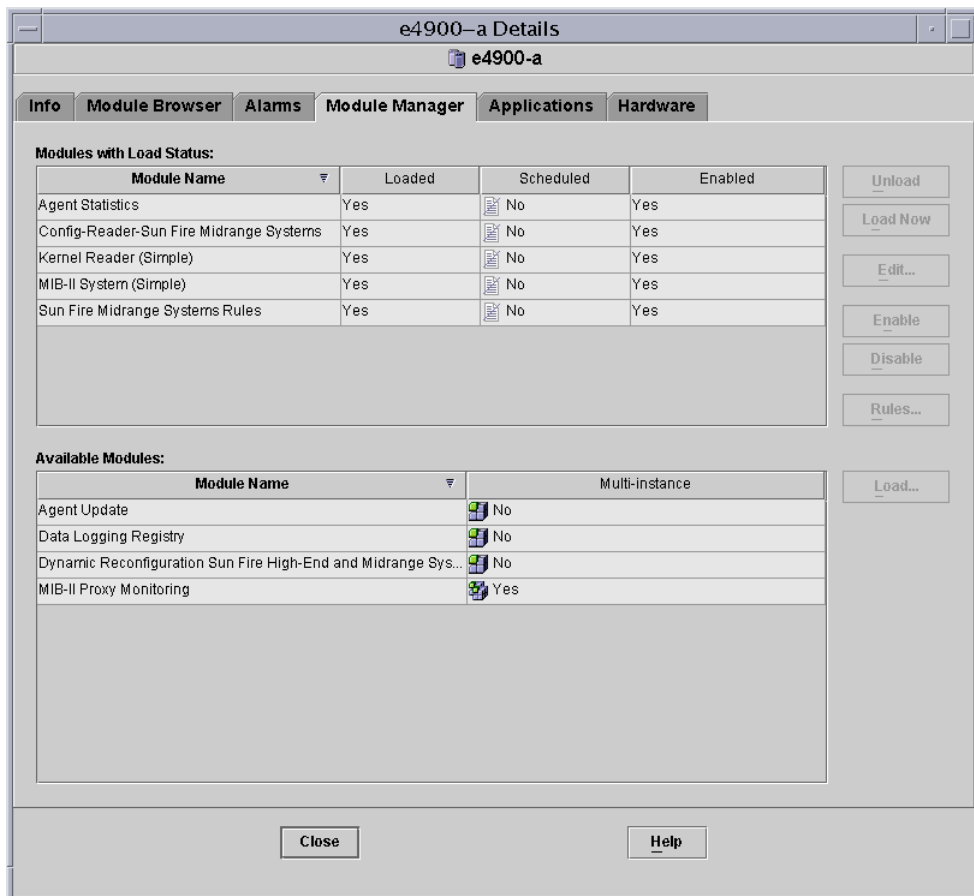 e4900–a Details
e4900-a
Info Module Browser Alarms Module Manager Applications Hardware
Modules with Load Status:
Module Name Loaded Scheduled Enabled
Agent Statistics Yes No Yes
Config-Reader-Sun Fire Midrange Systems Yes No Yes
Kernel Reader (Simple) Yes No Yes
MIB-II System (Simple) Yes No Yes
Sun Fire Midrange Systems Rules Yes No Yes
Unload
Load Now
Edit...
Enable
Disable
Rules...
Available Modules:
Module Name Multi-instance
Agent Update No
Data Logging Registry No
Dynamic Reconfiguration Sun Fire High-End and Midrange Sys... No
MIB-II Proxy Monitoring Yes
Load...
Close Help